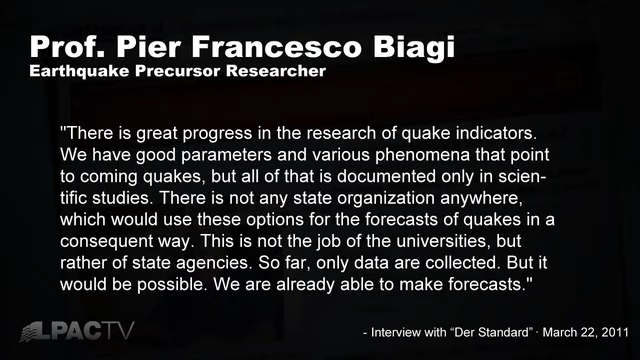 Prof. Pier Francesco Biagi
Earthquake Precursor Researcher
"There is great progress in the research of quake indicators.
We have good parameters and various phenomena that point
to coming quakes, but all of that is documented only in scien-
tific studies. There is not any state organization anywhere,
which would use these options for the forecasts of quakes in a
consequent way. This is not the job of the universities, but
rather of state agencies. So far, only data are collected. But it
would be possible. We are already able to make forecasts."
LPACTV
- Interview with “Der Standard” · March 22, 2011